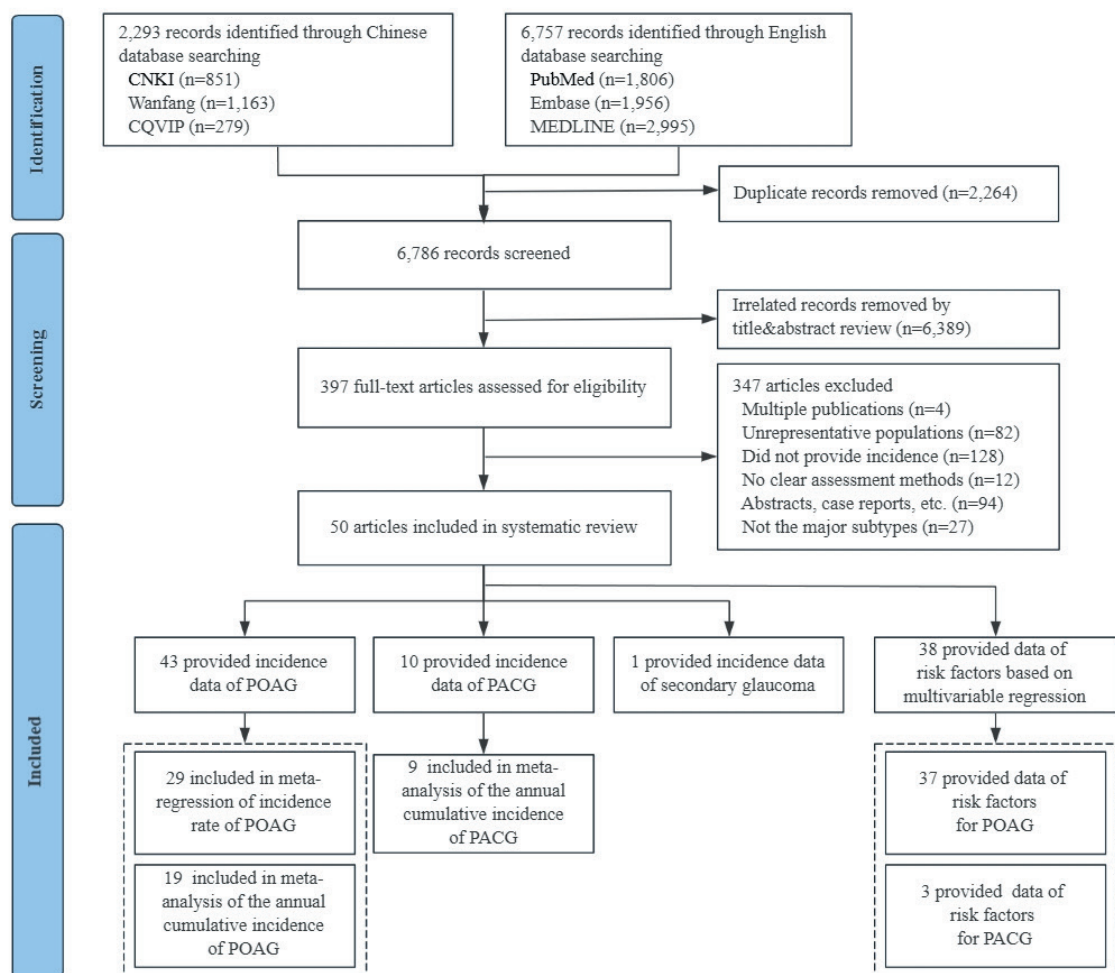 Identification
2,293 records identified through Chinese
database searching
CNKI (n=851)
Wanfang (n=1,163)
CQVIP (n=279)
6,757 records identified through English
database searching
PubMed (n=1,806)
Embase (n=1,956)
MEDLINE (n=2,995)
Duplicate records removed (n=2,264)
Screening
6,786 records screened
Irrelated records removed by
title&abstract review (n=6,389)
397 full-text articles assessed for eligibility
347 articles excluded
Multiple publications (n=4)
Unrepresentative populations (n=82)
Did not provide incidence (n=128)
No clear assessment methods (n=12)
Abstracts, case reports, etc. (n=94)
Not the major subtypes (n=27)
50 articles included in systematic review
Included
43 provided incidence
data of POAG
10 provided incidence
data of PACG
1 provided incidence data
of secondary glaucoma
38 provided data of
risk factors based on
multivariable regression
29 included in meta-
regression of incidence
rate of POAG
19 included in meta-
analysis of the annual
cumulative incidence
of POAG
9 included in meta-
analysis of the annual
cumulative incidence
of PACG
37 provided data of
risk factors
for POAG
3 provided data of
risk factors
for PACG